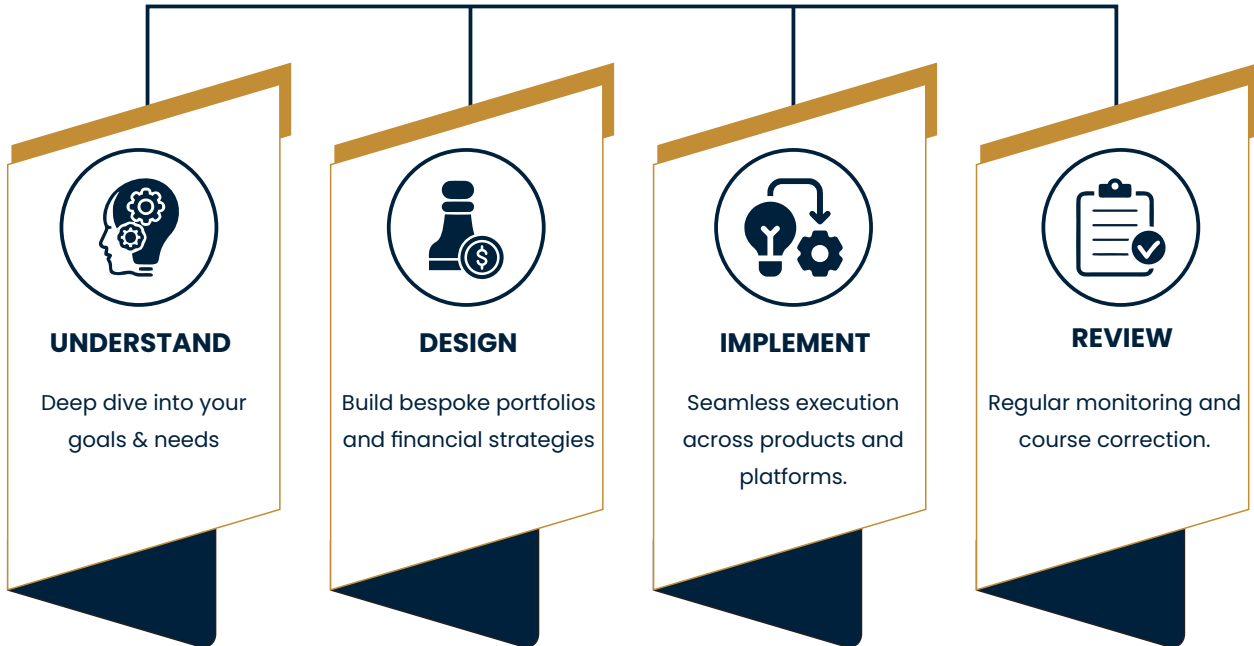 UNDERSTAND
Deep dive into your
goals & needs
DESIGN
Build bespoke portfolios
and financial strategies
IMPLEMENT
Seamless execution
across products and
platforms.
REVIEW
Regular monitoring and
course correction.